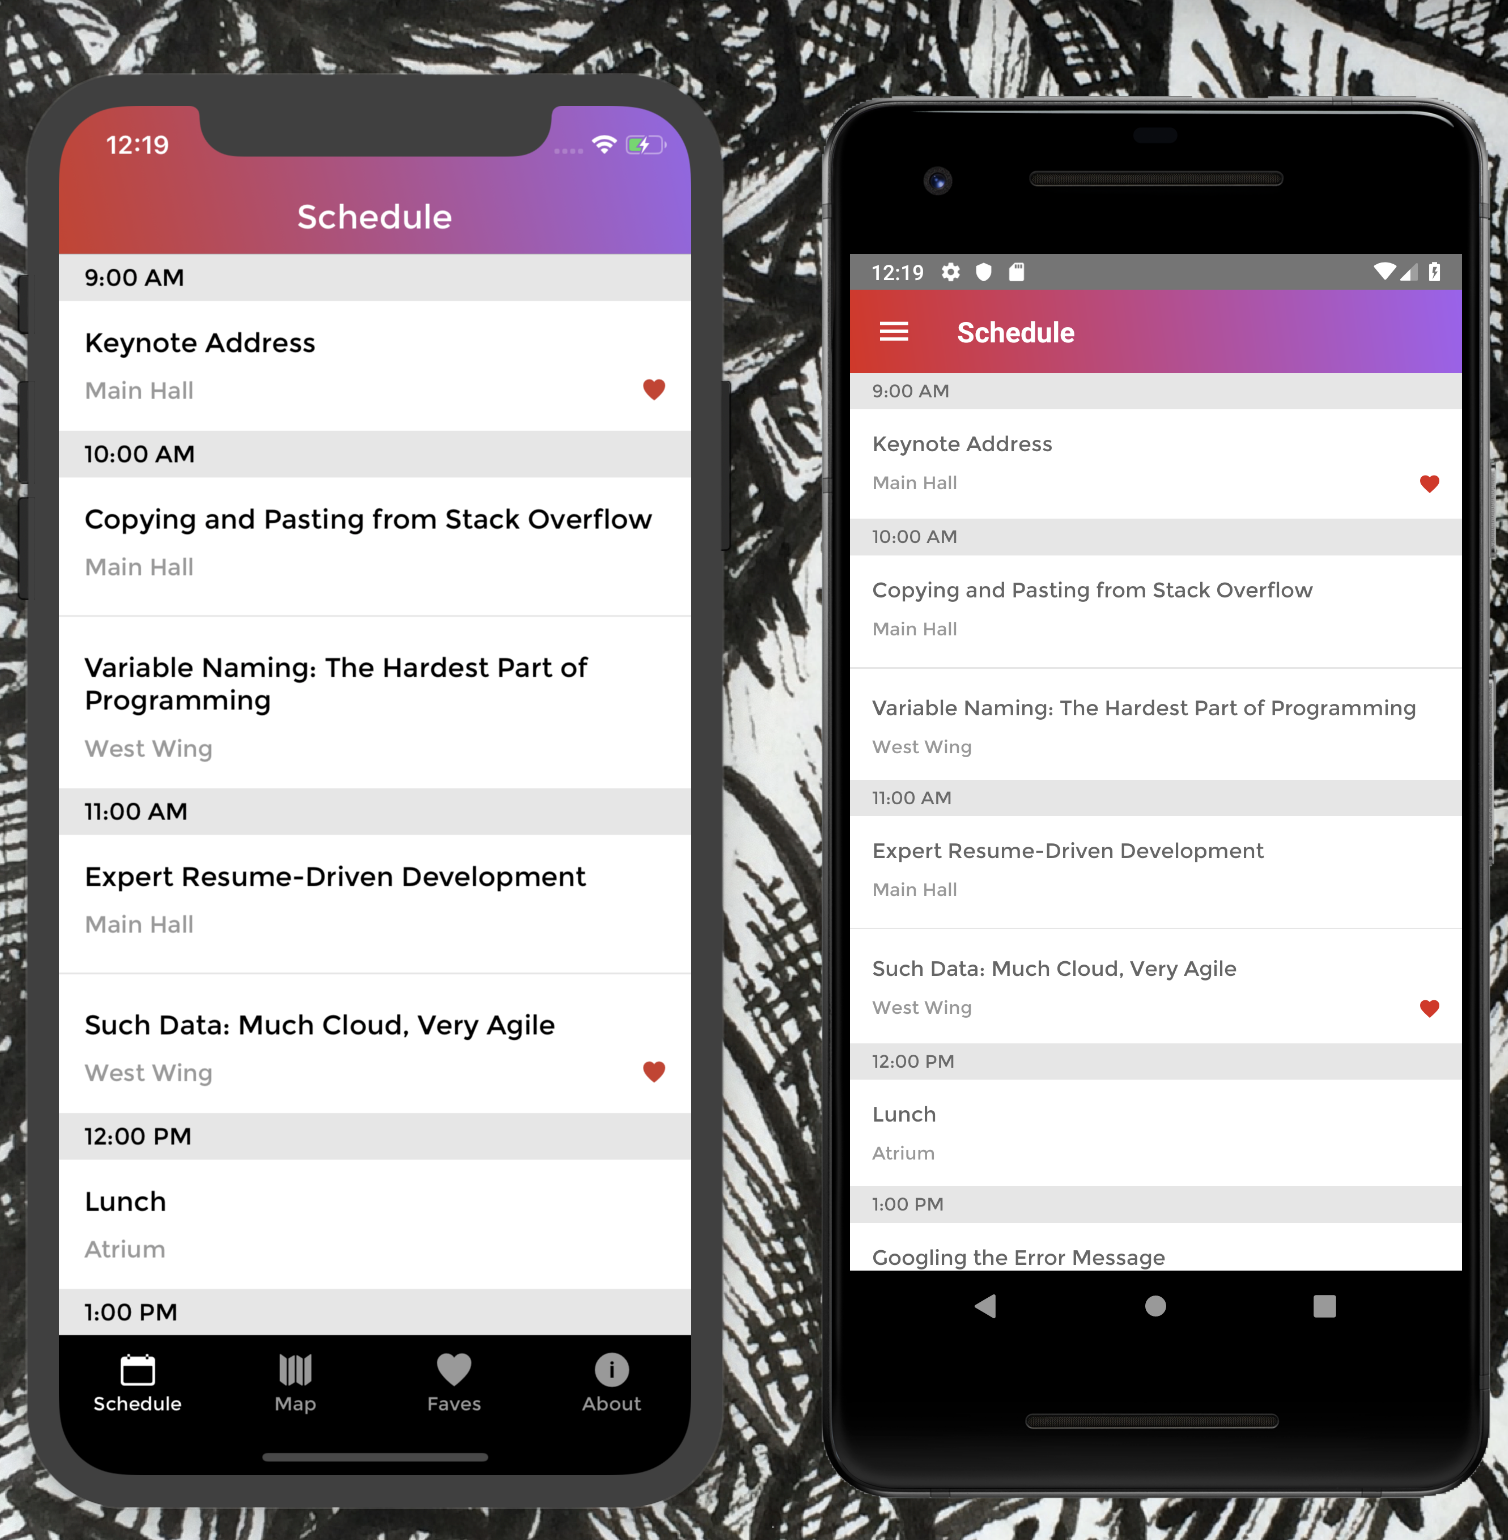 12:19
Schedule
9:00 AM
Keynote Address
Main Hall
10:00 AM
Copying and Pasting from Stack Overflow
Main Hall
Variable Naming: The Hardest Part of
Programming
West Wing
11:00 AM
Expert Resume-Driven Development
Main Hall
Such Data: Much Cloud, Very Agile
West Wing
12:00 PM
Lunch
Atrium
1:00 PM
Schedule
Map
Faves
About
12:19
Schedule
9:00 AM
Keynote Address
Main Hall
10:00 AM
Copying and Pasting from Stack Overflow
Main Hall
Variable Naming: The Hardest Part of Programming
West Wing
11:00 AM
Expert Resume-Driven Development
Main Hall
Such Data: Much Cloud, Very Agile
West Wing
12:00 PM
Lunch
Atrium
1:00 PM
Googling the Error Message